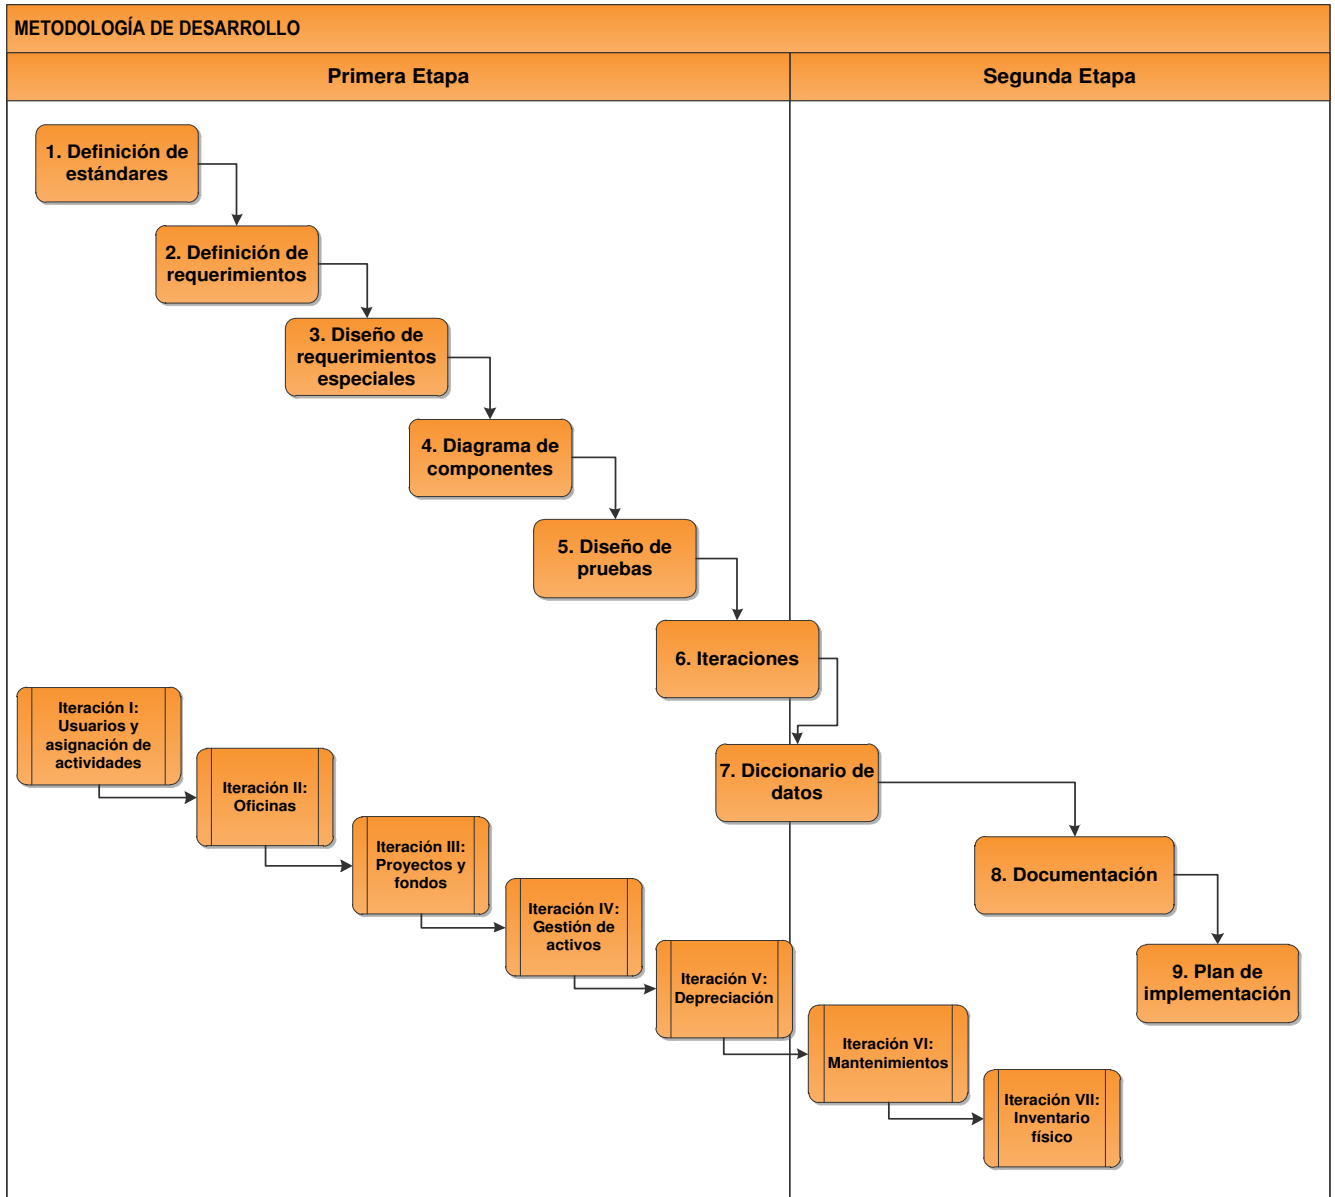 METODOLOGÍA DE DESARROLLO
Primera Etapa
Segunda Etapa
1. Definición de
estándares
2. Definición de
requerimientos
3. Diseño de
requerimientos
especiales
4. Diagrama de
componentes
5. Diseño de
pruebas
6. Iteraciones
7. Diccionario de
datos
8. Documentación
9. Plan de
implementación
Iteración I:
Usuarios y
asignación de
actividades
Iteración II:
Oficinas
Iteración III:
Proyectos y
fondos
Iteración IV:
Gestión de
activos
Iteración V:
Depreciación
Iteración VI:
Mantenimientos
Iteración VII:
Inventario
físico